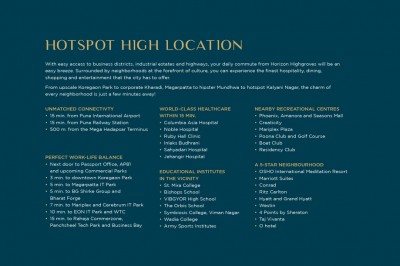 HOTSPOT HIGH LOCATION
With easy access to business districts, industrial estates and highways, your daily commute from Horizon Highgroves will be an
easy breeze. Surrounded by neighborhoods at the forefront of culture, you can experience the finest hospitality, dining,
shopping and entertainment that the city has to offer.
From upscale Koregaon Park to corporate Kharadi, Magarpatta to hipster Mundhwa to hotspot Kalyani Nagar, the charm of
every neighborhood is just a few minutes away!
UNMATCHED CONNECTIVITY
• 15 min. from Pune International Airport
• 15 min. from Pune Railway Station
• 500 m. from the Mega Hadapsar Terminus
PERFECT WORK-LIFE BALANCE
• Next door to Passport Office, AP81
and upcoming Commercial Parks
• 3 min. to downtown Koregaon Park
• 5 min. to Magarpatta IT Park
• 5 min. to BG Shirke Group and
Bharat Forge
• 7 min. to Mariplex and Cerebrum IT Park
• 10 min. to EON IT Park and WTC
• 15 min. to Raheja Commerzone,
Panchsheel Tech Park and Business Bay
WORLD-CLASS HEALTHCARE
WITHIN 15 MIN.
• Columbia Asia Hospital
• Noble Hospital
• Ruby Hall Clinic
• Inlaks Budhrani
• Sahyadari Hospital
• Jehangir Hospital
EDUCATIONAL INSTITUTES
IN THE VICINITY
• St. Mira College
• Bishops School
• VIBGYOR High School
• The Orbis School
• Symbiosis College, Viman Nagar
• Wadia College
• Army Sports Institutes
NEARBY RECREATIONAL CENTRES
• Phoenix, Amanora and Seasons Mall
• Creaticity
• Mariplex Plaza
• Poona Club and Golf Course
• Boat Club
• Residency Club
A 5-STAR NEIGHBOURHOOD
• OSHO International Meditation Resort
• Marriott Suites
• Conrad
• Ritz Carlton
• Hyatt and Grand Hyatt
• Westin
• 4 Points by Sheraton
• Taj Vivanta
• O hotel